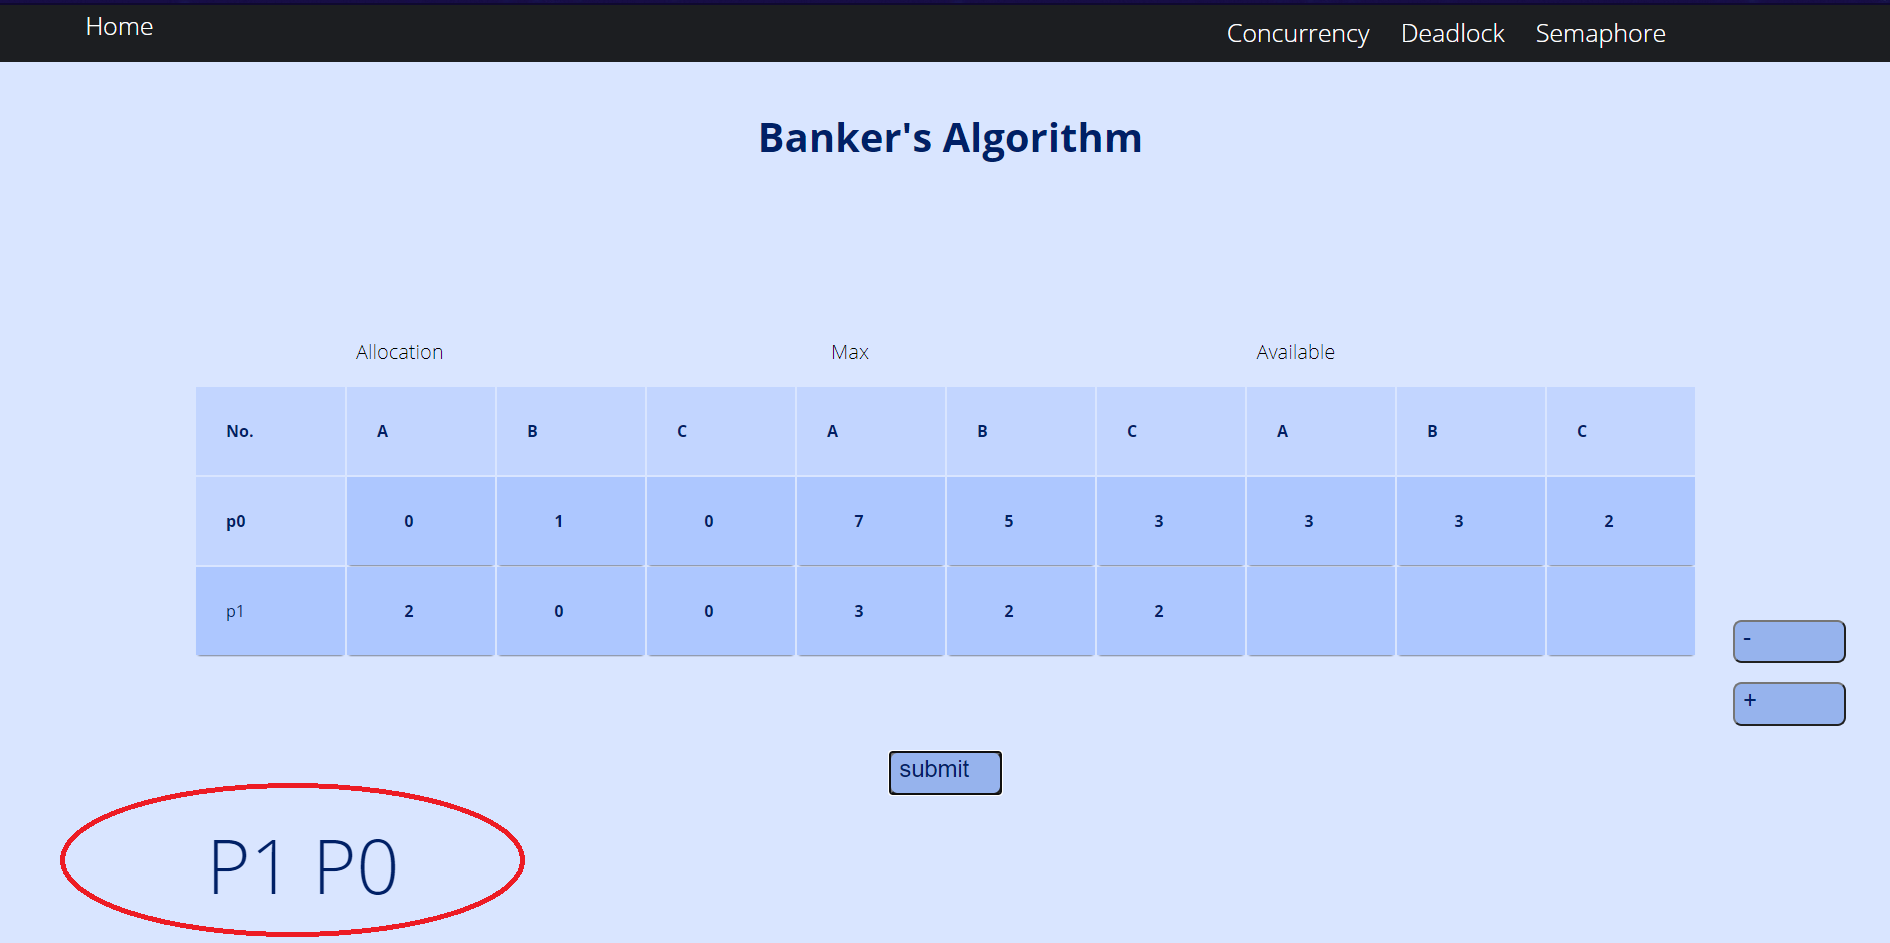 Home Concurrency Deadlock Semaphore
Banker's Algorithm
Allocation Max Available
No. A B C A B C A B C
p0 0 1 0 7 5 3 3 3 2
p1 2 0 0 3 2 2
-
+
submit
P1 P0